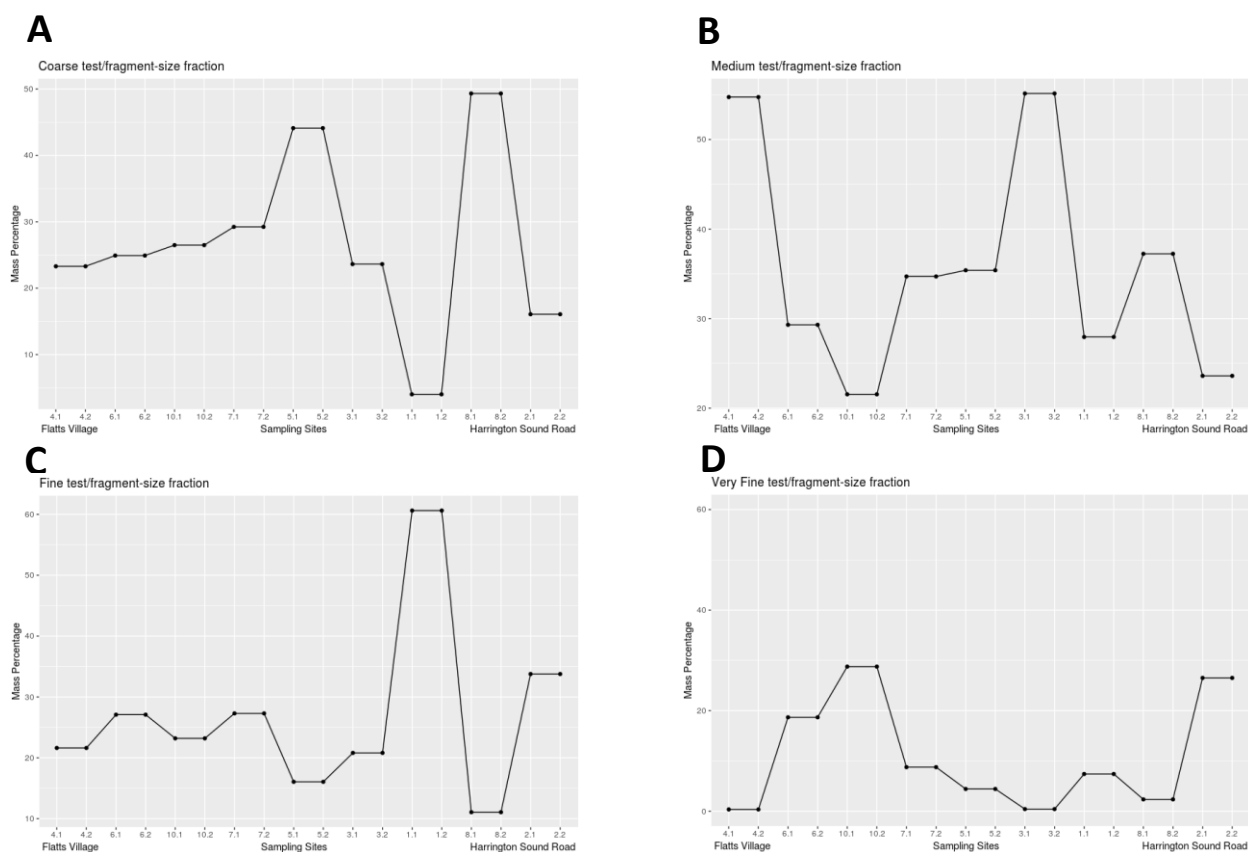 A
Coarse test/fragment-size fraction
50
40
30
20
10
Mass Percentage
4.1 4.2 6.1 6.2 10.1 10.2 7.1 7.2 5.1 5.2 3.1 3.2 1.1 1.2 8.1 8.2 2.1 2.2
Flatts Village Sampling Sites Harrington Sound Road
B
Medium test/fragment-size fraction
50
40
30
20
Mass Percentage
4.1 4.2 6.1 6.2 10.1 10.2 7.1 7.2 5.1 5.2 3.1 3.2 1.1 1.2 8.1 8.2 2.1 2.2
Flatts Village Sampling Sites Harrington Sound Road
C
Fine test/fragment-size fraction
60
50
40
30
20
10
Mass Percentage
4.1 4.2 6.1 6.2 10.1 10.2 7.1 7.2 5.1 5.2 3.1 3.2 1.1 1.2 8.1 8.2 2.1 2.2
Flatts Village Sampling Sites Harrington Sound Road
D
Very Fine test/fragment-size fraction
60
40
20
0
Mass Percentage
4.1 4.2 6.1 6.2 10.1 10.2 7.1 7.2 5.1 5.2 3.1 3.2 1.1 1.2 8.1 8.2 2.1 2.2
Flatts Village Sampling Sites Harrington Sound Road